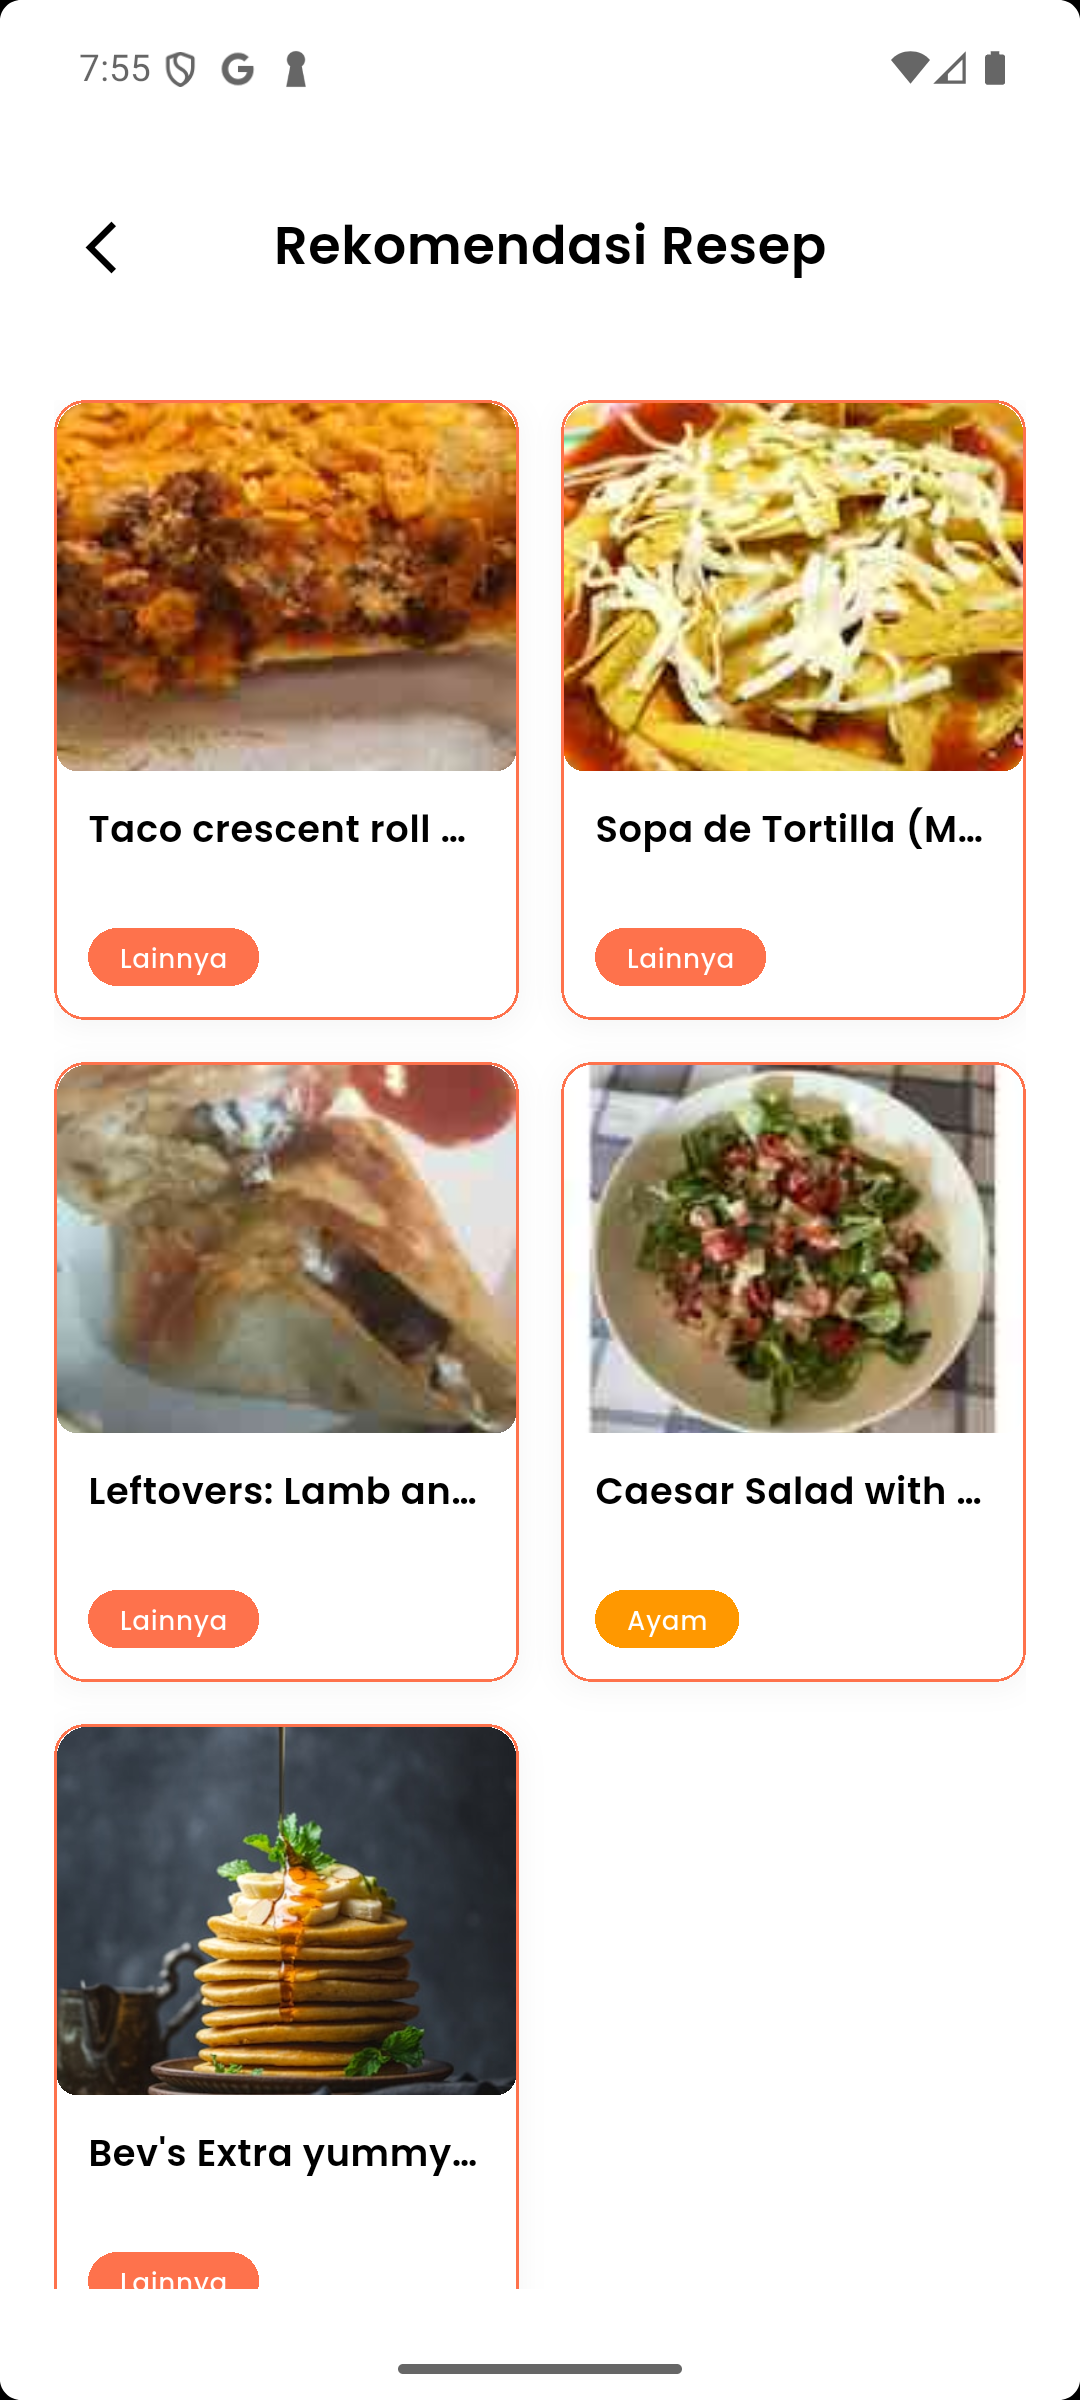 7:55
Rekomendasi Resep
Taco crescent roll ...
Sopa de Tortilla (M...
Lainnya
Lainnya
Leftovers: Lamb an...
Caesar Salad with ...
Lainnya
Ayam
Bev's Extra yummy...
Lainnya